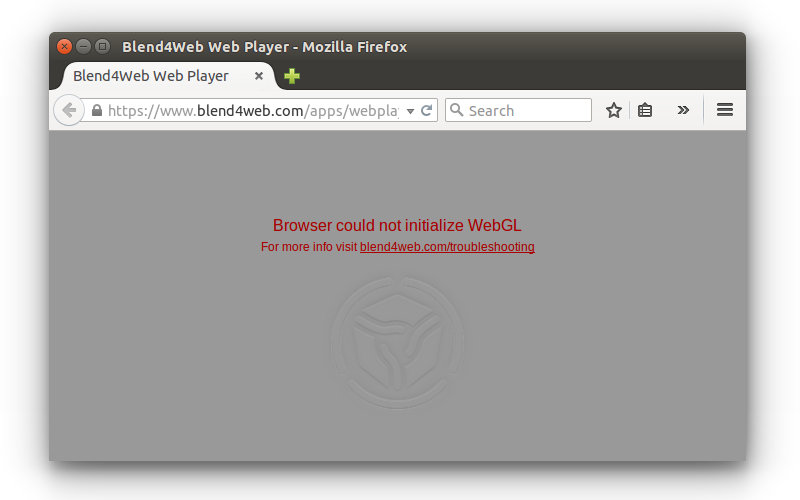 Blend4Web Web Player - Mozilla Firefox
Blend4Web Web Player
https://www.blend4web.com/apps/webpla
Search
Browser could not initialize WebGL
For more info visit blend4web.com/troubleshooting